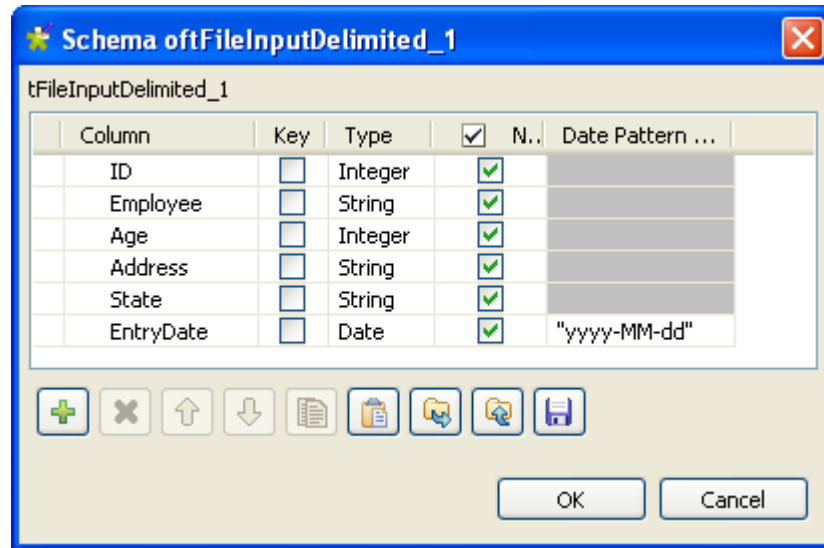 Schema oftFileInputDelimited_1
tFileInputDelimited_1
Column Key Type N.. Date Pattern ...
ID Integer
Employee String
Age Integer
Address String
State String
EntryDate Date "yyyy-MM-dd"
OK Cancel